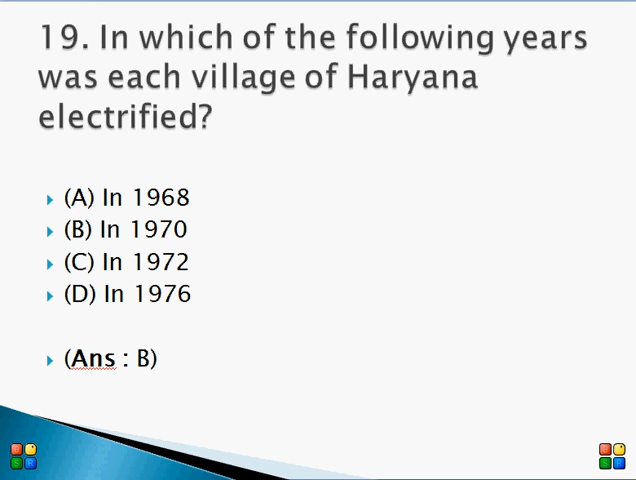 19. In which of the following years
was each village of Haryana
electrified?
(A) In 1968
(B) In 1970
(C) In 1972
(D) In 1976
(Ans : B)